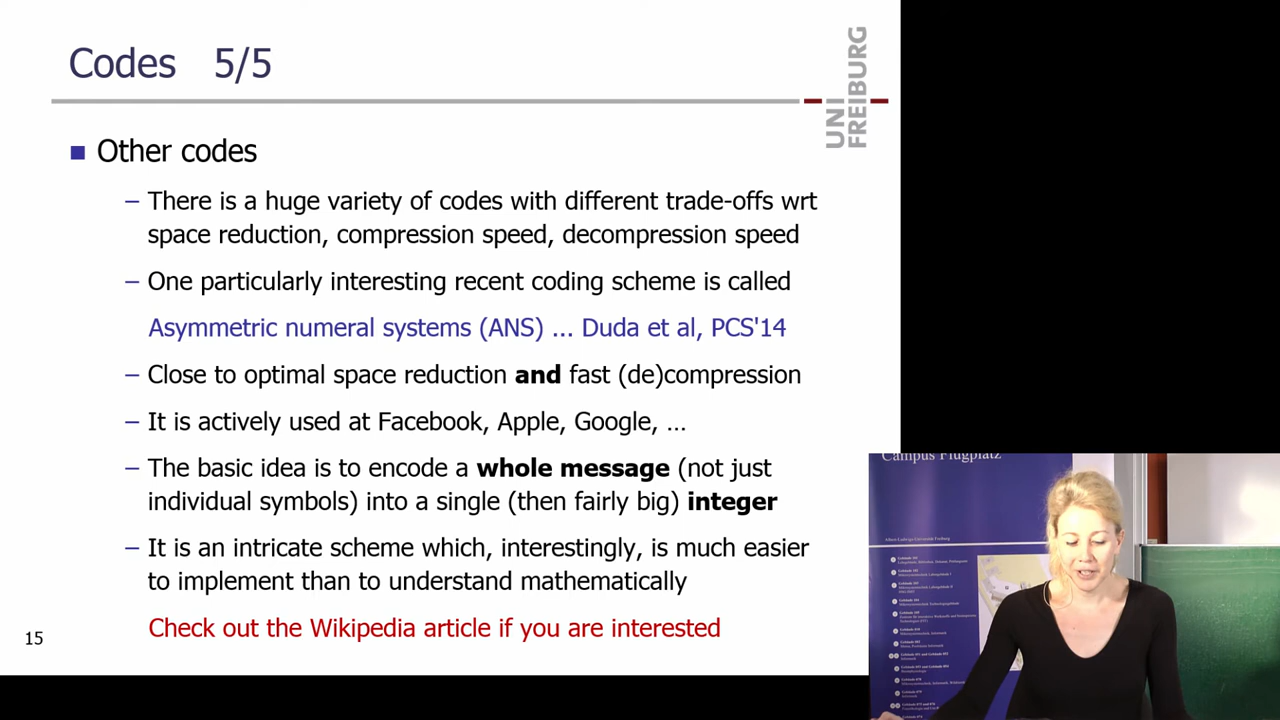 Codes 5/5
UNI
FREIBURG
■ Other codes
– There is a huge variety of codes with different trade-offs wrt
space reduction, compression speed, decompression speed
– One particularly interesting recent coding scheme is called
Asymmetric numeral systems (ANS) ... Duda et al, PCS'14
– Close to optimal space reduction and fast (de)compression
– It is actively used at Facebook, Apple, Google, …
– The basic idea is to encode a whole message (not just
individual symbols) into a single (then fairly big) integer
– It is an intricate scheme which, interestingly, is much easier
to implement than to understand mathematically
Check out the Wikipedia article if you are interested
15
Campus Flugplatz
Albert-Ludwigs-Universität Freiburg